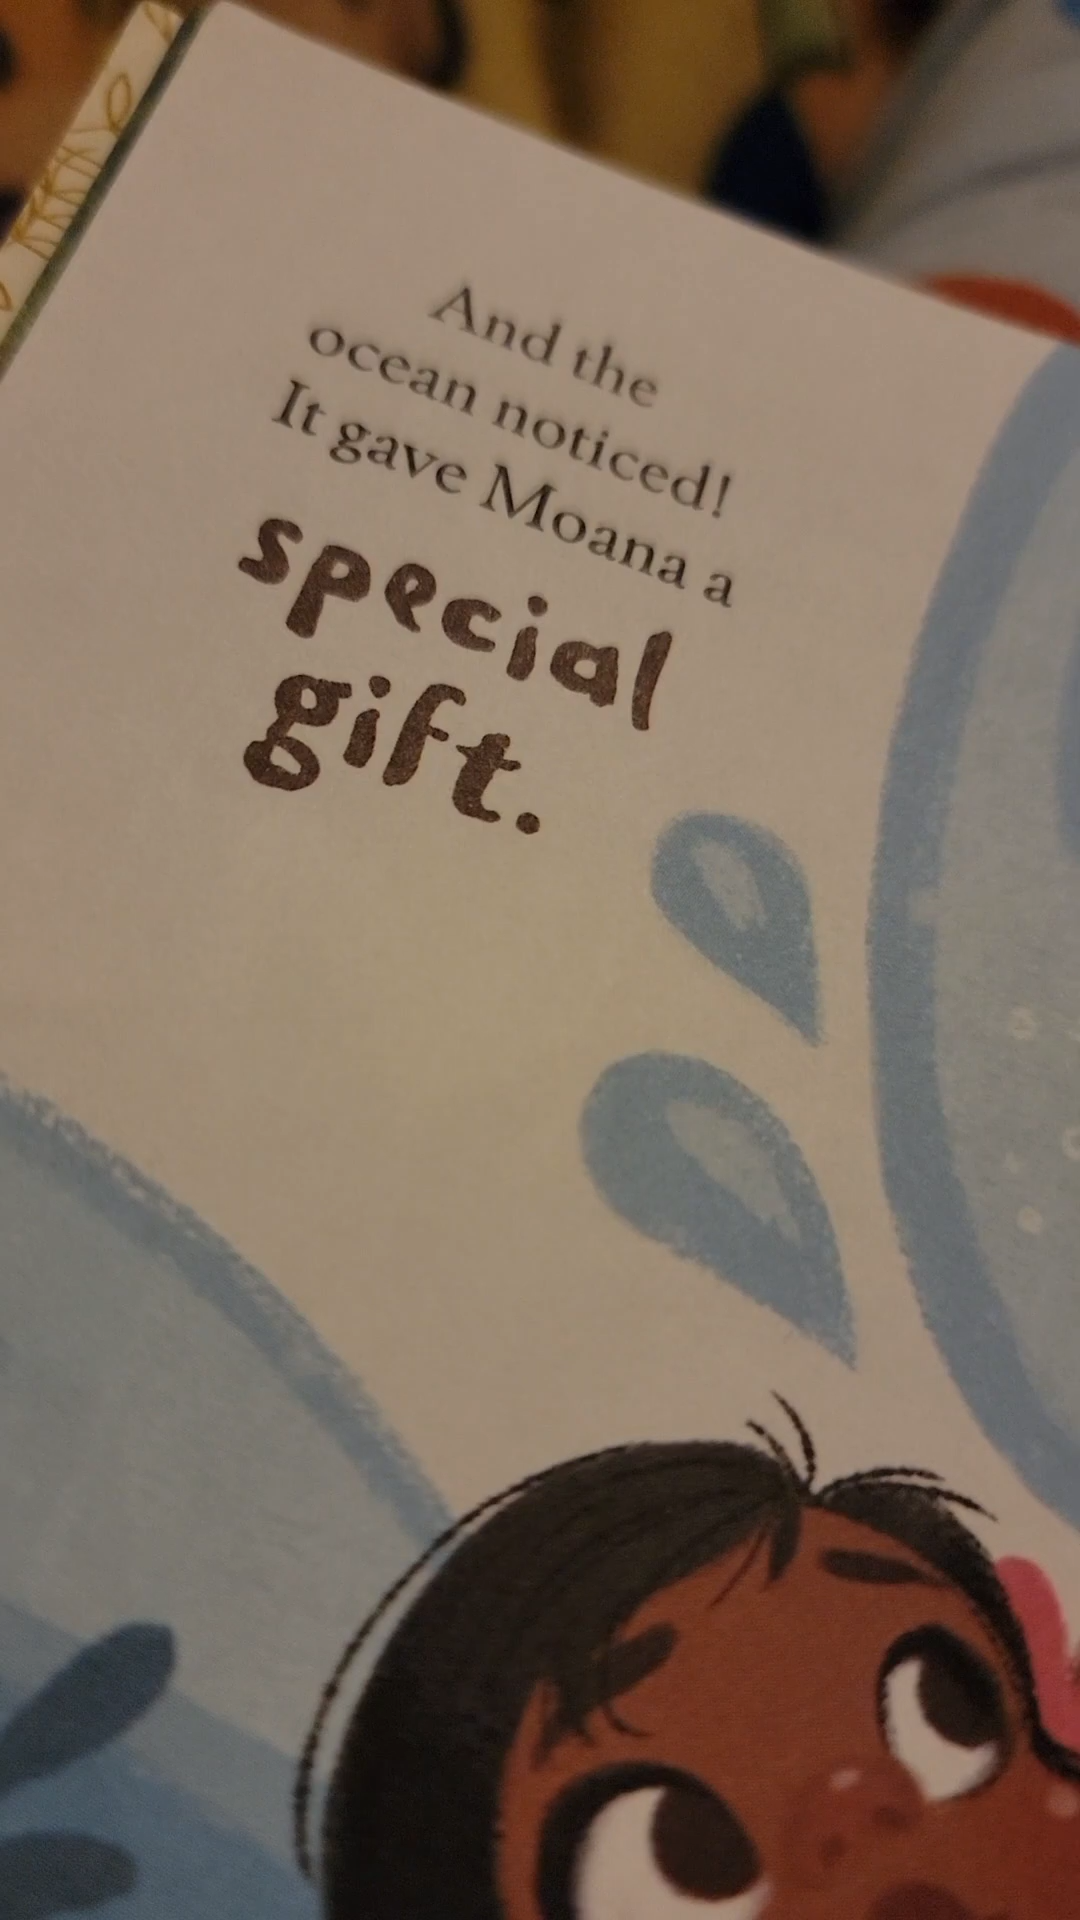 And the
ocean noticed!
It gave Moana a
special
gift.